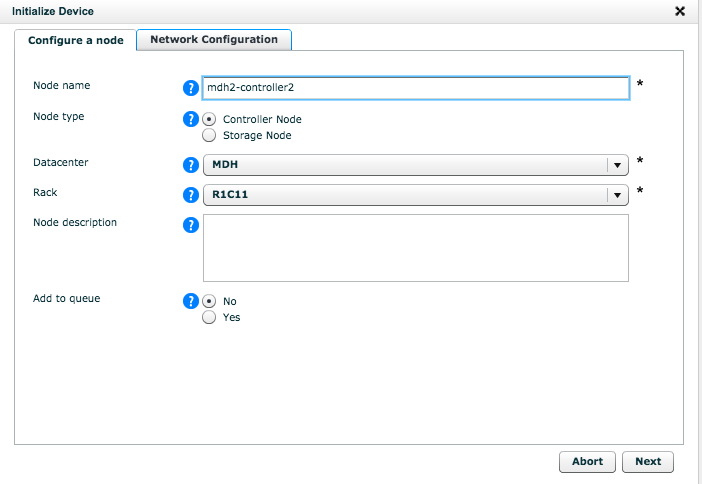 Initialize Device
Configure a node
Network Configuration
Node name ? mdh2-controller2 *
Node type ? Controller Node
Storage Node
Datacenter ? MDH *
Rack ? R1C11 *
Node description ?
Add to queue ? No
Yes
Abort
Next